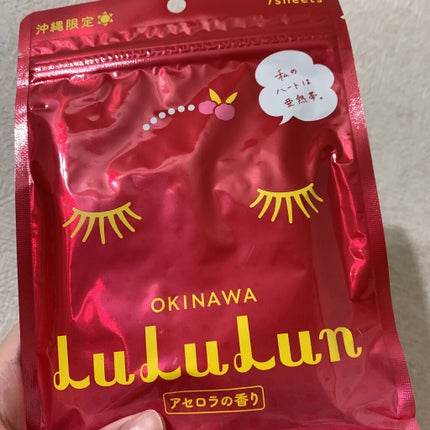 沖縄限定
7sheets
私の
ハートは
亜熱帯。
OKINAWA
LuLuLun
アセロラの香り